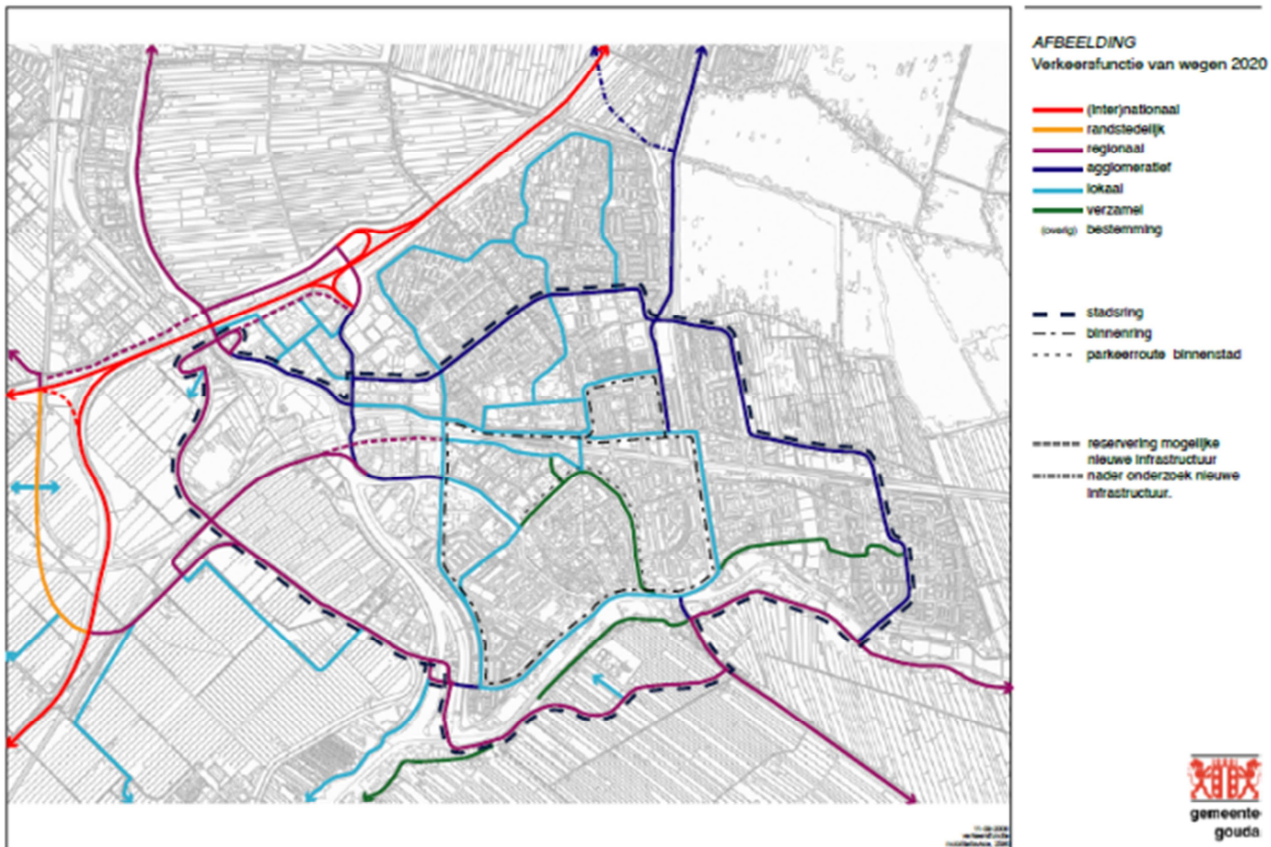 AFBEELDING
Verkeersfunctie van wegen 2020
(Inter)nationaal
randstedelijk
regionaal
agglomeratief
lokaal
verzamel
(overig) bestemming
stadsring
binnenring
parkeerroute binnenstad
reservering mogelijke
nieuwe infrastructuur
nader onderzoek nieuwe
infrastructuur.
gemeente
gouda